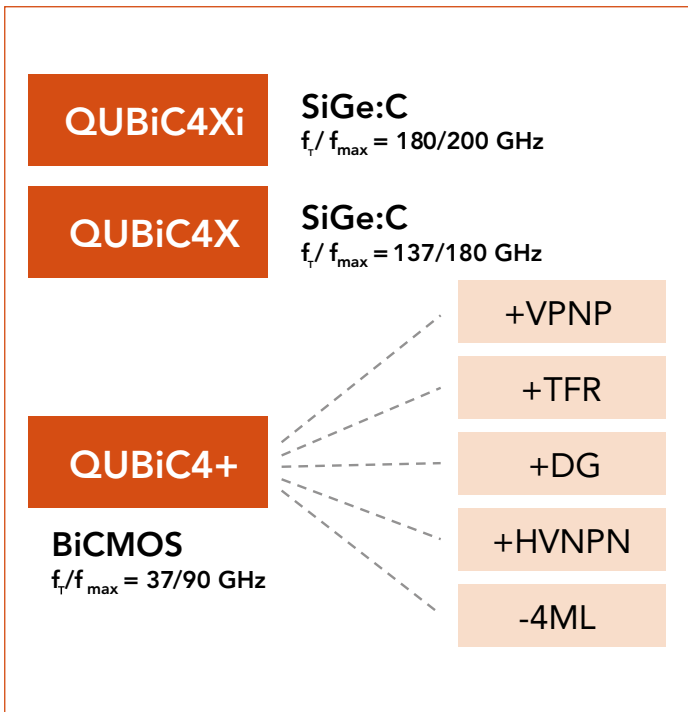 QUBiC4Xi
SiGe:C
fT/ fmax = 180/200 GHz
QUBiC4X
SiGe:C
fT/ fmax = 137/180 GHz
+VPNP
+TFR
QUBiC4+
+DG
BiCMOS
fT/f max = 37/90 GHz
+HVNPN
-4ML